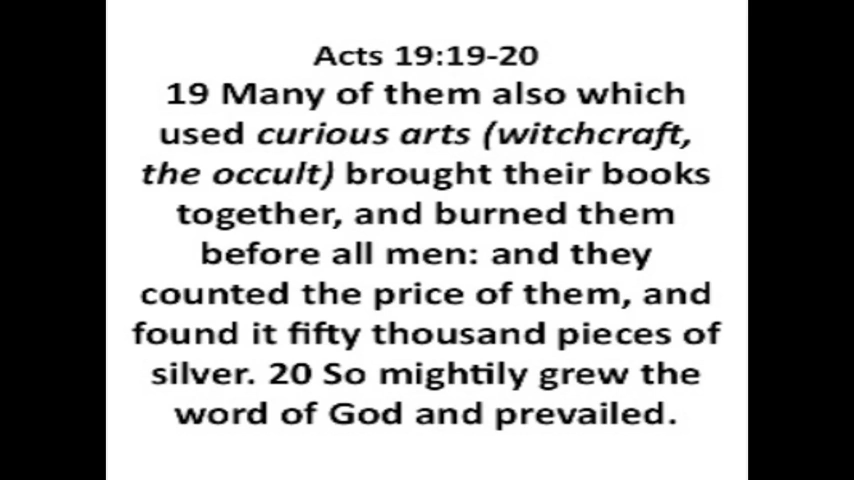 Acts 19:19-20
19 Many of them also which
used curious arts (witchcraft,
the occult) brought their books
together, and burned them
before all men: and they
counted the price of them, and
found it fifty thousand pieces of
silver. 20 So mightily grew the
word of God and prevailed.